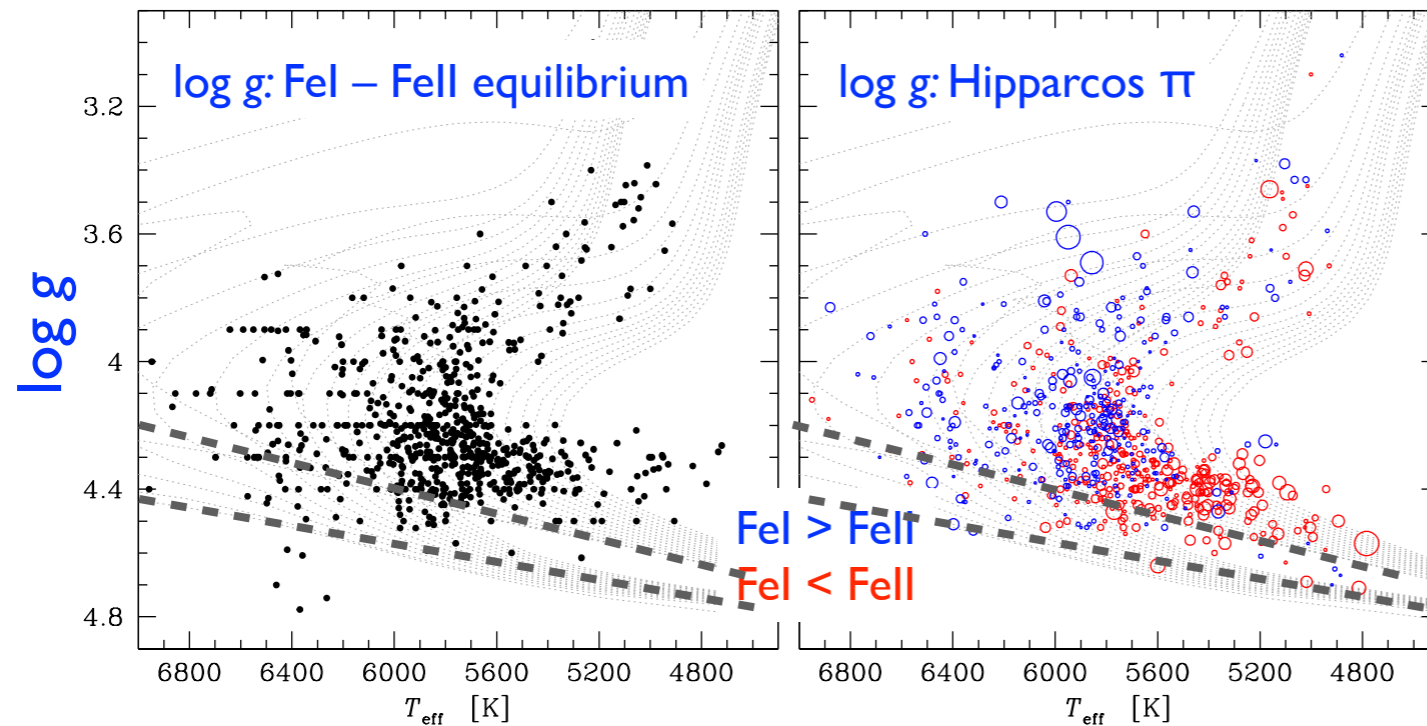 log g: FeI – FeII equilibrium
log g: Hipparcos π
log g
3.2
3.6
4
4.4
4.8
FeI > FeII
FeI < FeII
6800 6400 6000 5600 5200 4800
6800 6400 6000 5600 5200 4800
T_eff [K]
T_eff [K]